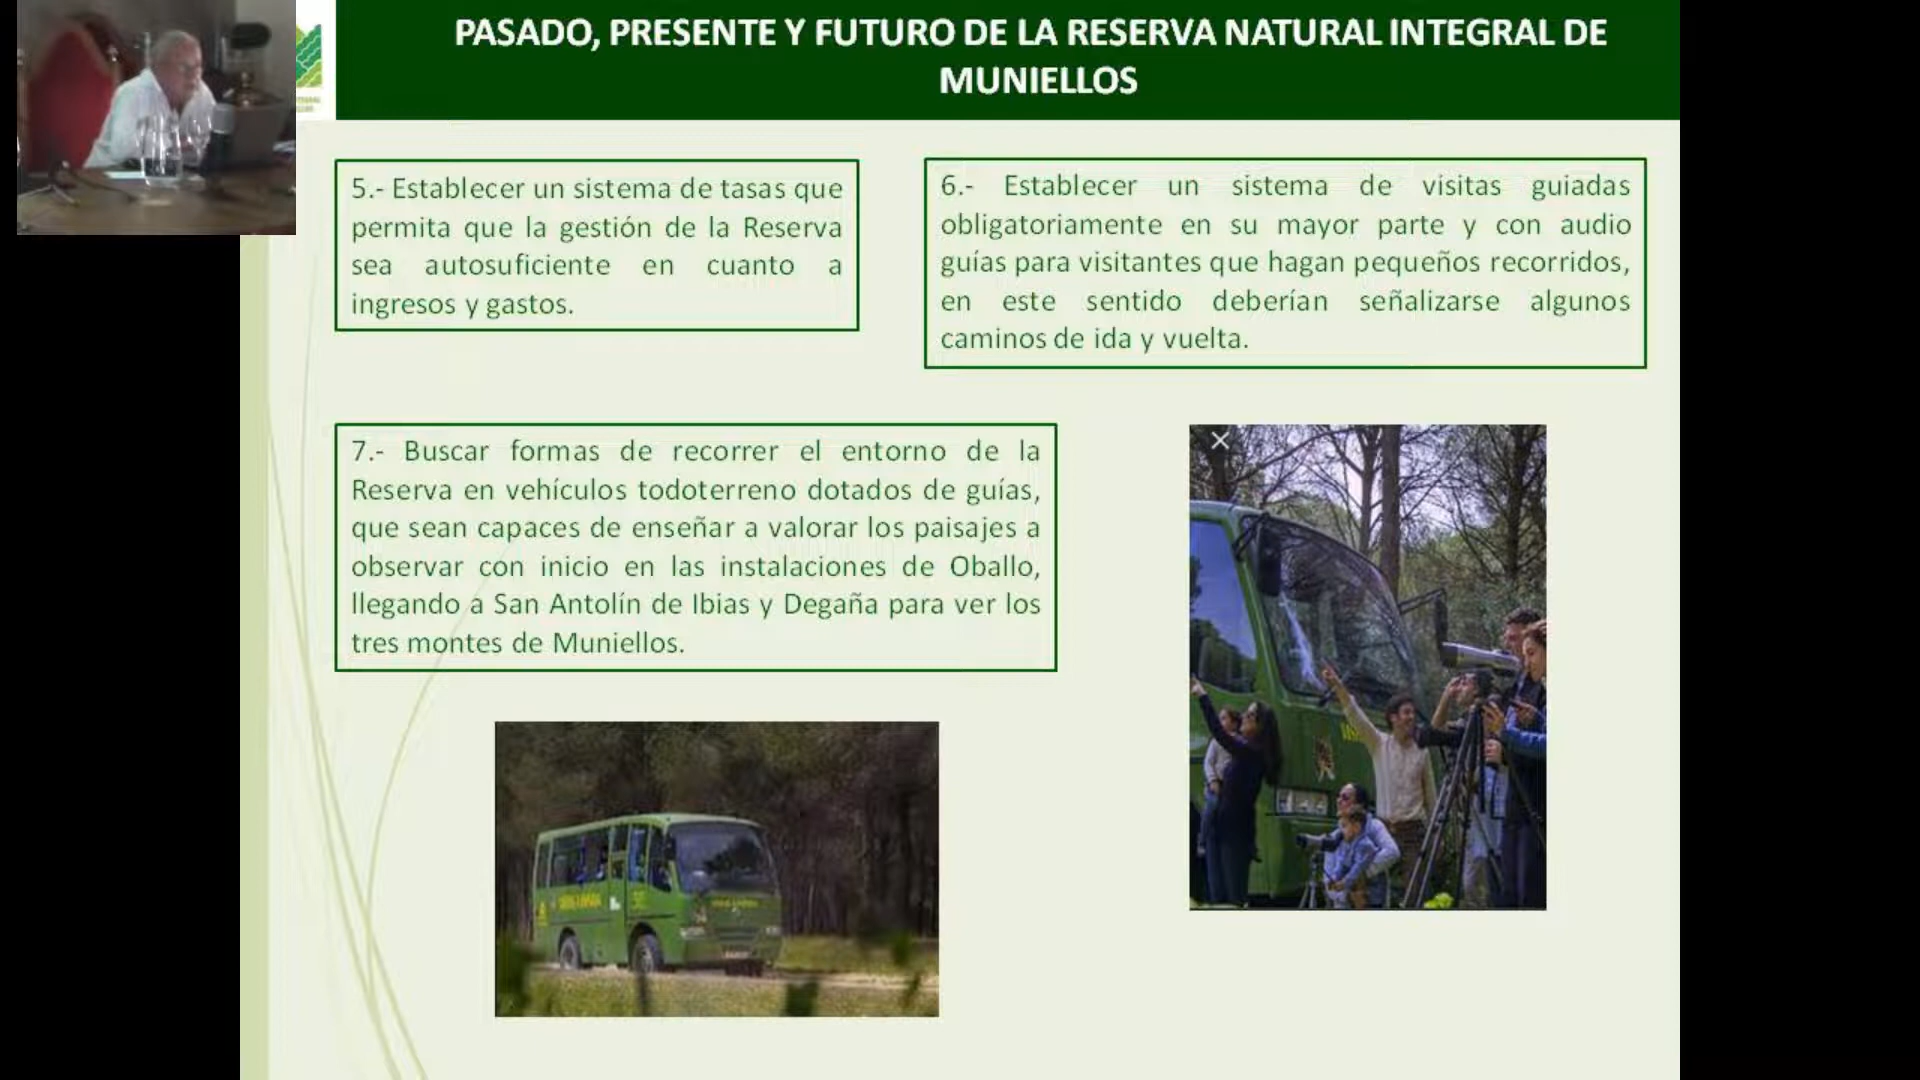 PASADO, PRESENTE Y FUTURO DE LA RESERVA NATURAL INTEGRAL DE
MUNIELLOS
5.- Establecer un sistema de tasas que
permita que la gestión de la Reserva
sea autosuficiente en cuanto a
ingresos y gastos.
6.- Establecer un sistema de visitas guiadas
obligatoriamente en su mayor parte y con audio
guías para visitantes que hagan pequeños recorridos,
en este sentido deberían señalizarse algunos
caminos de ida y vuelta.
7.- Buscar formas de recorrer el entorno de la
Reserva en vehículos todoterreno dotados de guías,
que sean capaces de enseñar a valorar los paisajes a
observar con inicio en las instalaciones de Oballo,
llegando a San Antolín de Ibias y Degaña para ver los
tres montes de Muniellos.